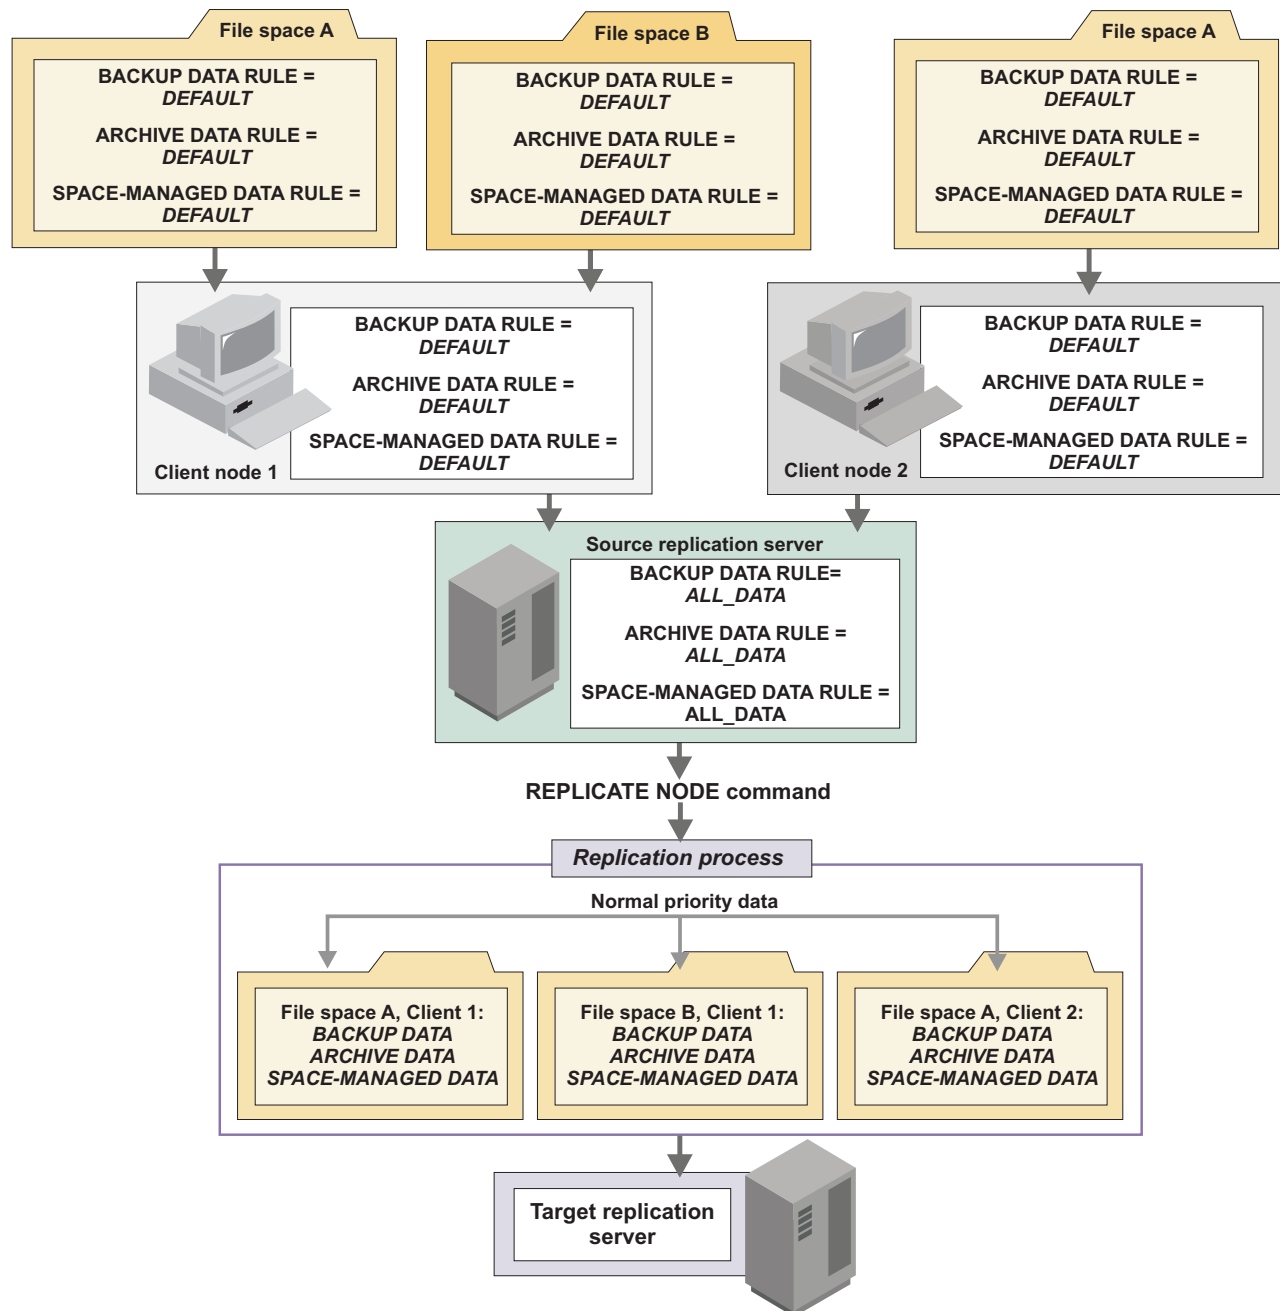 File space A
BACKUP DATA RULE =
DEFAULT
ARCHIVE DATA RULE =
DEFAULT
SPACE-MANAGED DATA RULE =
DEFAULT
File space B
BACKUP DATA RULE =
DEFAULT
ARCHIVE DATA RULE =
DEFAULT
SPACE-MANAGED DATA RULE =
DEFAULT
File space A
BACKUP DATA RULE =
DEFAULT
ARCHIVE DATA RULE =
DEFAULT
SPACE-MANAGED DATA RULE =
DEFAULT
BACKUP DATA RULE =
DEFAULT
ARCHIVE DATA RULE =
DEFAULT
SPACE-MANAGED DATA RULE =
DEFAULT
Client node 1
BACKUP DATA RULE =
DEFAULT
ARCHIVE DATA RULE =
DEFAULT
SPACE-MANAGED DATA RULE =
DEFAULT
Client node 2
Source replication server
BACKUP DATA RULE=
ALL_DATA
ARCHIVE DATA RULE =
ALL_DATA
SPACE-MANAGED DATA RULE =
ALL_DATA
REPLICATE NODE command
Replication process
Normal priority data
File space A, Client 1:
BACKUP DATA
ARCHIVE DATA
SPACE-MANAGED DATA
File space B, Client 1:
BACKUP DATA
ARCHIVE DATA
SPACE-MANAGED DATA
File space A, Client 2:
BACKUP DATA
ARCHIVE DATA
SPACE-MANAGED DATA
Target replication
server